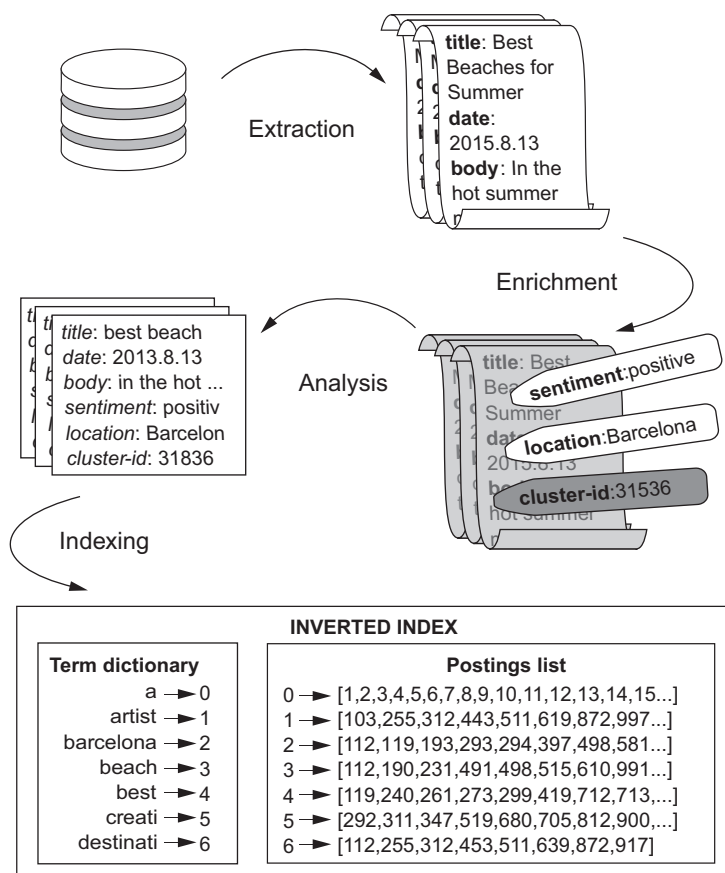 title: Best
Beaches for
Summer
date:
2015.8.13
body: In the
hot summer
Extraction
Enrichment
title: best beach
date: 2013.8.13
body: in the hot ...
sentiment: positiv
location: Barcelon
cluster-id: 31836
Analysis
title: Best
Summer
2015.8.13
hot summer
sentiment:positive
location:Barcelona
cluster-id:31536
Indexing
INVERTED INDEX
Term dictionary
a 0
artist 1
barcelona 2
beach 3
best 4
creati 5
destinati 6
Postings list
0 [1,2,3,4,5,6,7,8,9,10,11,12,13,14,15...]
1 [103,255,312,443,511,619,872,997...]
2 [112,119,193,293,294,397,498,581...]
3 [112,190,231,491,498,515,610,991...]
4 [119,240,261,273,299,419,712,713,...]
5 [292,311,347,519,680,705,812,900,...]
6 [112,255,312,453,511,639,872,917]